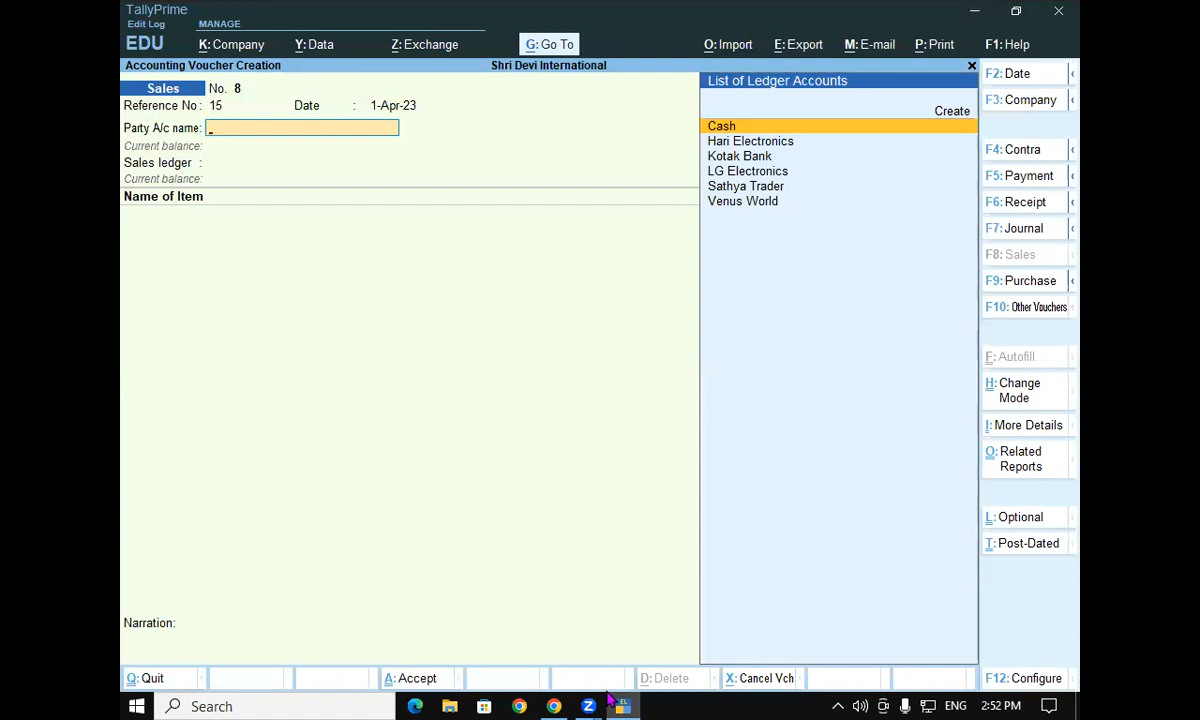 TallyPrime
Edit Log
MANAGE
EDU
K: Company
Y: Data
Z: Exchange
G: Go To
O: Import
E: Export
M: E-mail
P: Print
F1: Help
Accounting Voucher Creation
Shri Devi International
Sales No. 8
Reference No : 15 Date : 1-Apr-23
Party A/c name:
Current balance:
Sales ledger :
Current balance:
Name of Item
Narration:
List of Ledger Accounts
Create
Cash
Hari Electronics
Kotak Bank
LG Electronics
Sathya Trader
Venus World
F2: Date
F3: Company
F4: Contra
F5: Payment
F6: Receipt
F7: Journal
F8: Sales
F9: Purchase
F10: Other Vouchers
F: Autofill
H: Change
Mode
I: More Details
O: Related
Reports
L: Optional
T: Post-Dated
Q: Quit
A: Accept
D: Delete
X: Cancel Vch
F12: Configure
Search
ENG
2:52 PM